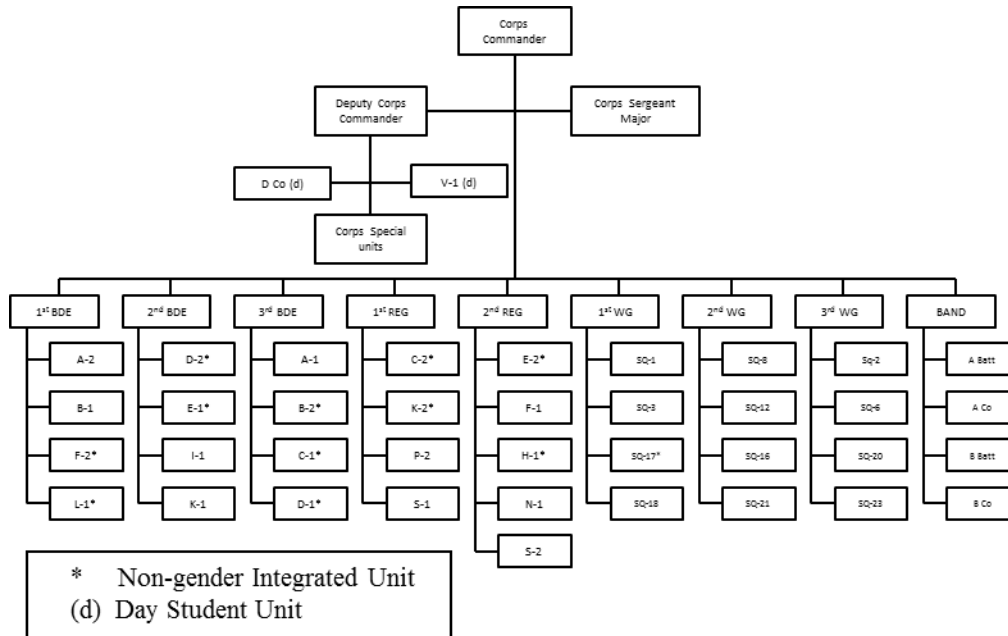 Corps
Commander
Deputy Corps
Commander
Corps Sergeant
Major
D Co (d)
V-1 (d)
Corps Special
units
1st BDE
2nd BDE
3rd BDE
1st REG
2nd REG
1st WG
2nd WG
3rd WG
BAND
A-2
D-2*
A-1
C-2*
E-2*
SQ-1
SQ-8
Sq-2
A Batt
B-1
E-1*
B-2*
K-2*
F-1
SQ-3
SQ-12
SQ-6
A Co
F-2*
I-1
C-1*
P-2
H-1*
SQ-17*
SQ-16
SQ-20
B Batt
L-1*
K-1
D-1*
S-1
N-1
SQ-18
SQ-21
SQ-23
B Co
S-2
* Non-gender Integrated Unit
(d) Day Student Unit